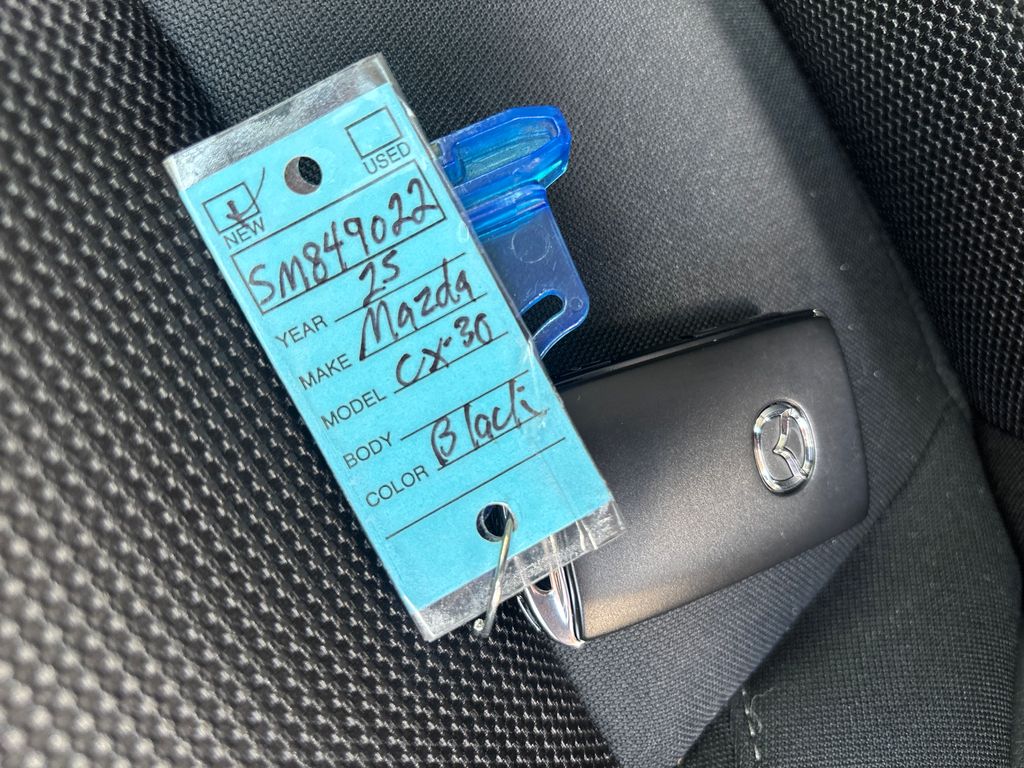 NEW USED
SM849022
YEAR 25
MAKE Mazda
MODEL CX-30
BODY
COLOR Black